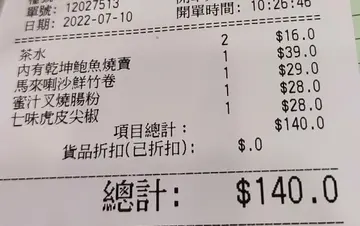 單號: 12027513
日期: 2022-07-10 開單時間: 10:26:46
茶水 2 $16.0
內有乾坤鮑魚燒賣 1 $39.0
馬來喇沙鮮竹卷 1 $29.0
蜜汁叉燒腸粉 1 $28.0
七味虎皮尖椒 1 $28.0
項目總計: $140.0
貨品折扣(已折扣): $.0
總計: $140.0